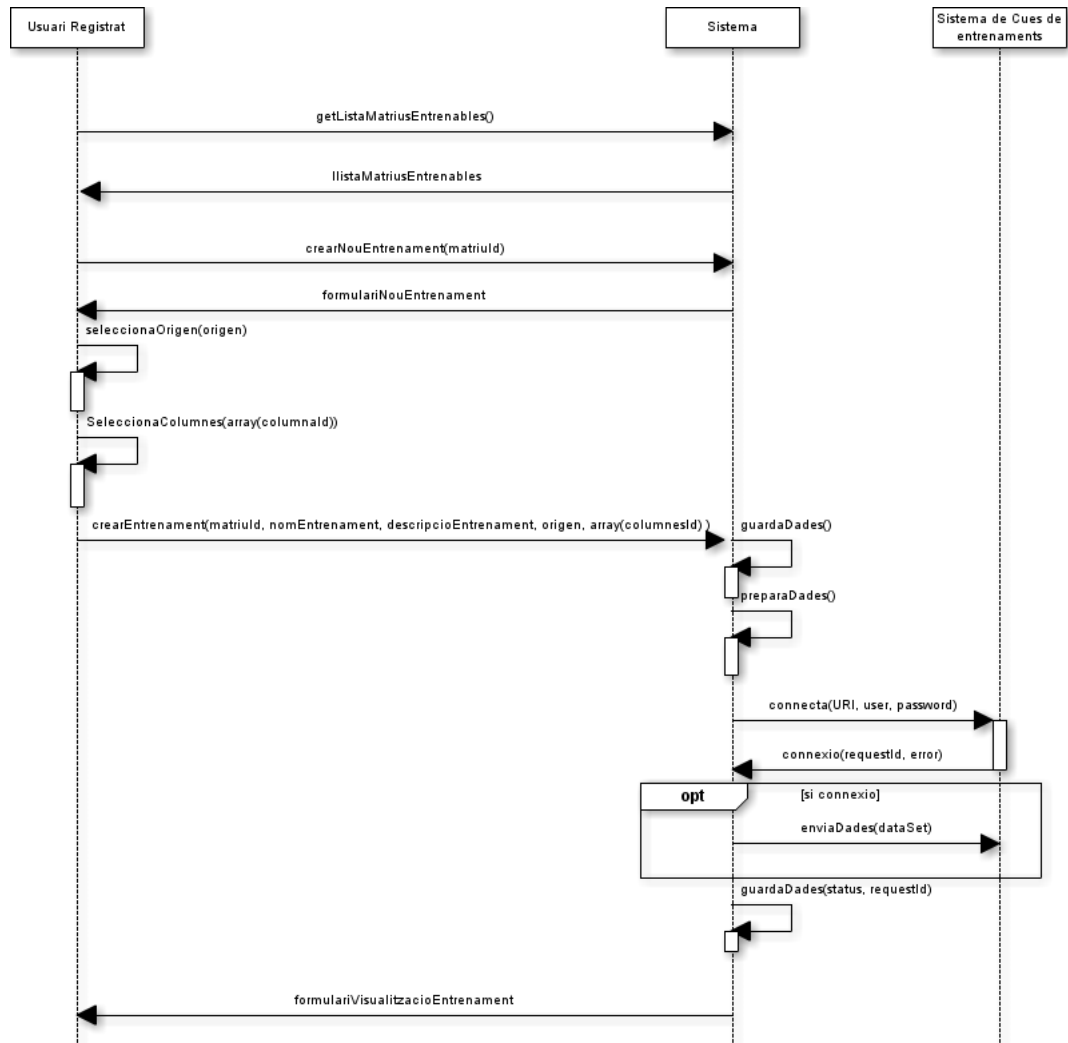 Usuari Registrat
Sistema
Sistema de Cues de
entrenaments
getListaMatriusEntrenables()
llistaMatriusEntrenables
crearNouEntrenament(matriuId)
formulariNouEntrenament
seleccionaOrigen(origen)
SeleccionaColumnes(array(columnaId))
crearEntrenament(matriuId, nomEntrenament, descripcioEntrenament, origen, array(columnesId) )
guardaDades()
preparaDades()
connecta(URI, user, password)
connexio(requestId, error)
opt
[si connexio]
enviaDades(dataSet)
guardaDades(status, requestId)
formulariVisualitzacioEntrenament